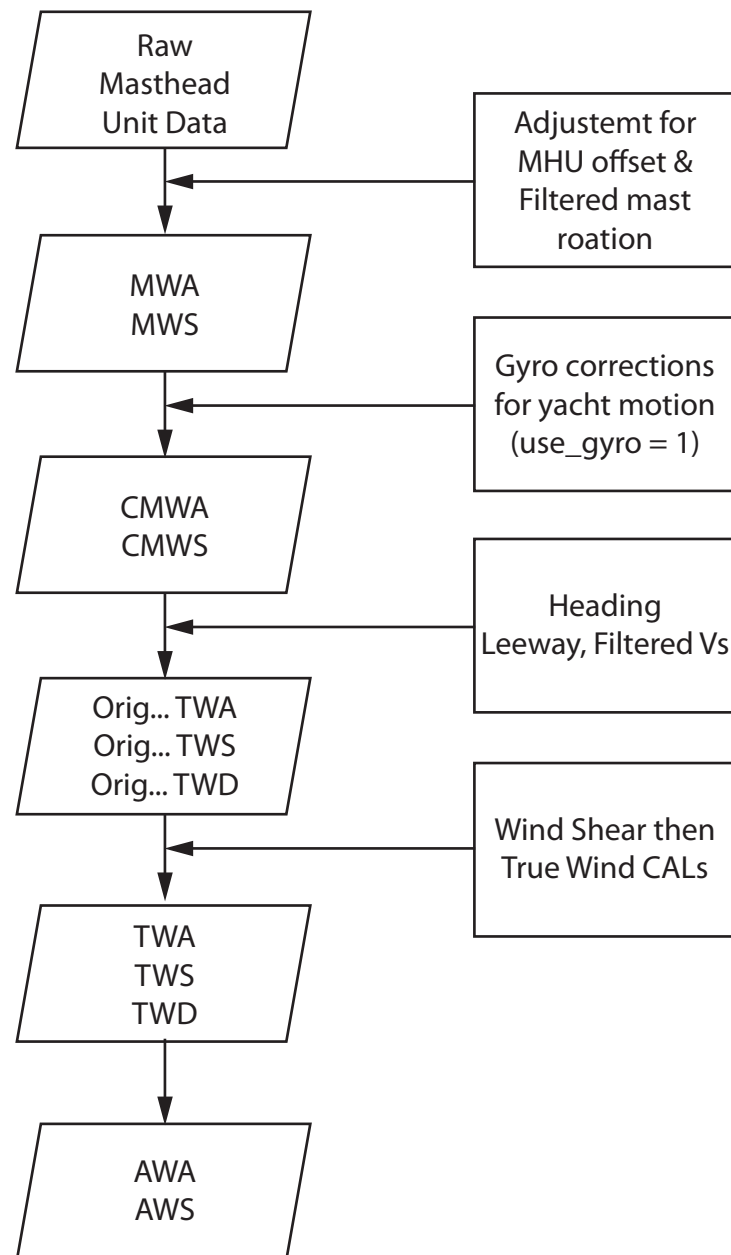 Raw
Masthead
Unit Data
Adjustemt for
MHU offset &
Filtered mast
roation
MWA
MWS
Gyro corrections
for yacht motion
(use_gyro = 1)
CMWA
CMWS
Heading
Leeway, Filtered Vs
Orig... TWA
Orig... TWS
Orig... TWD
Wind Shear then
True Wind CALs
TWA
TWS
TWD
AWA
AWS